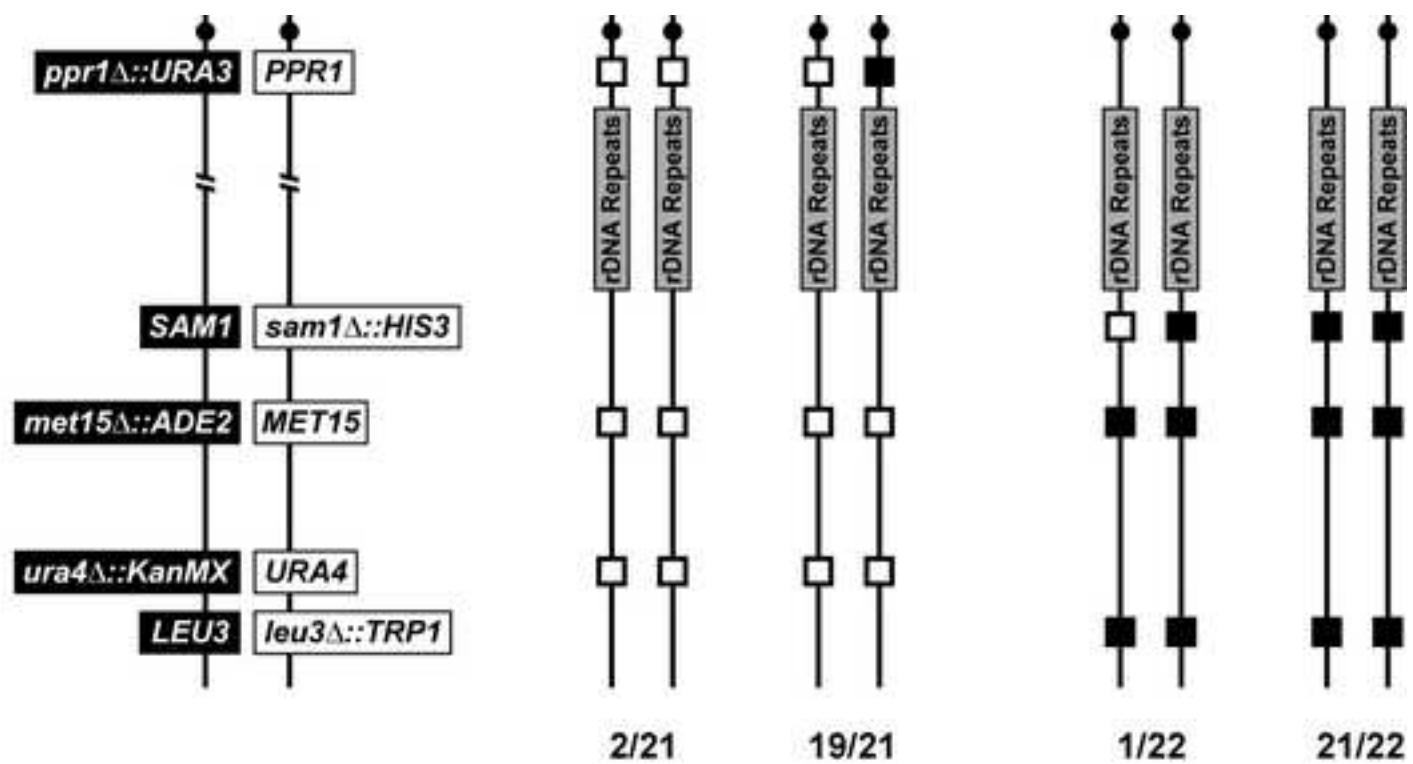 ppr1Δ::URA3 PPR1
rDNA Repeats rDNA Repeats rDNA Repeats rDNA Repeats rDNA Repeats rDNA Repeats rDNA Repeats rDNA Repeats
SAM1 sam1Δ::HIS3
met15Δ::ADE2 MET15
ura4Δ::KanMX URA4
LEU3 leu3Δ::TRP1
2/21 19/21 1/22 21/22